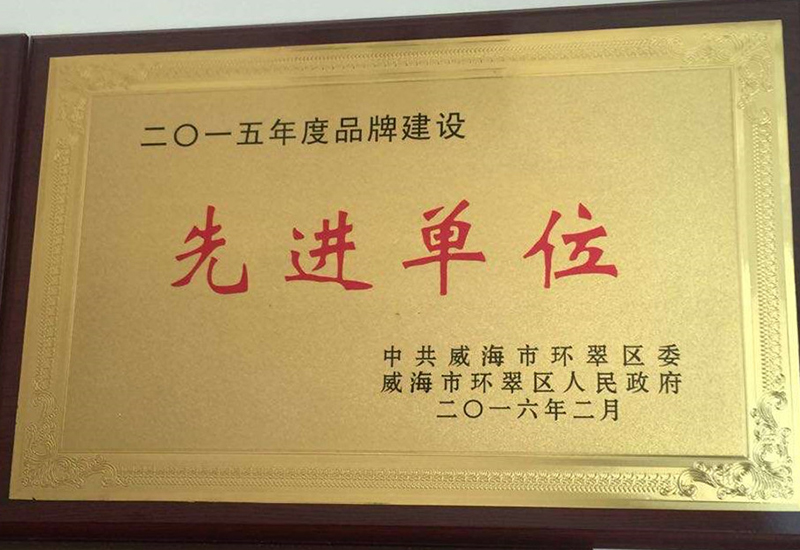 二〇一五年度品牌建设
先进单位
中共威海市环翠区委
威海市环翠区人民政府
二〇一六年二月